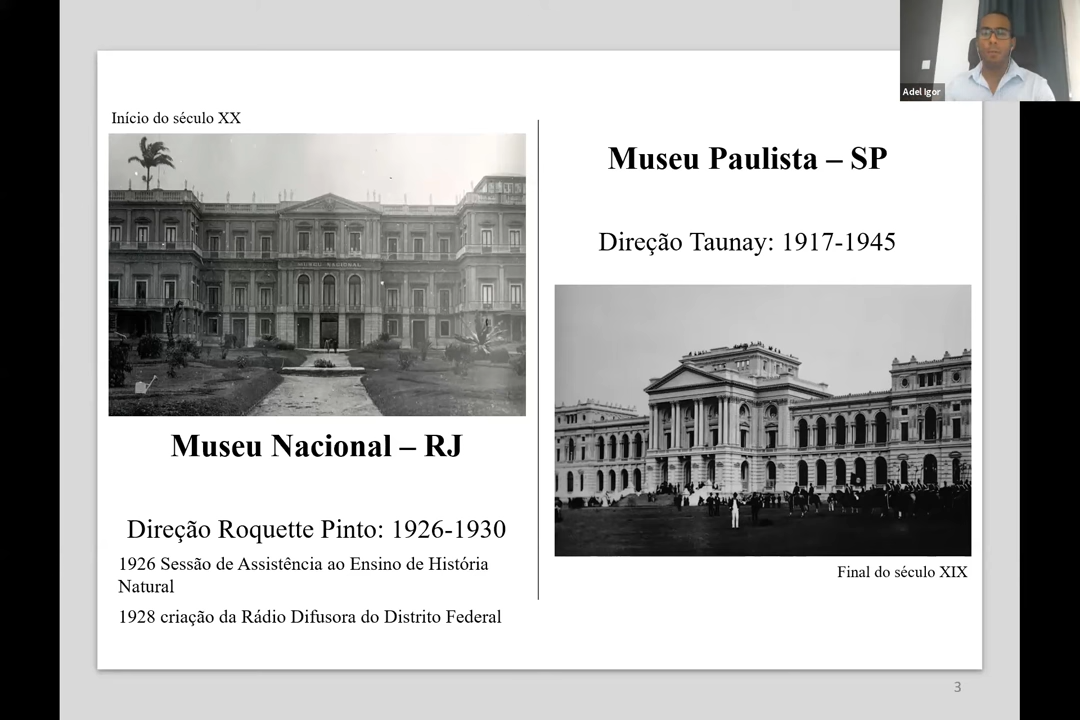 Adel Igor
Início do século XX
MUSEU NACIONAL
Museu Nacional – RJ
Direção Roquette Pinto: 1926-1930
1926 Sessão de Assistência ao Ensino de História
Natural
1928 criação da Rádio Difusora do Distrito Federal
Museu Paulista – SP
Direção Taunay: 1917-1945
Final do século XIX
3